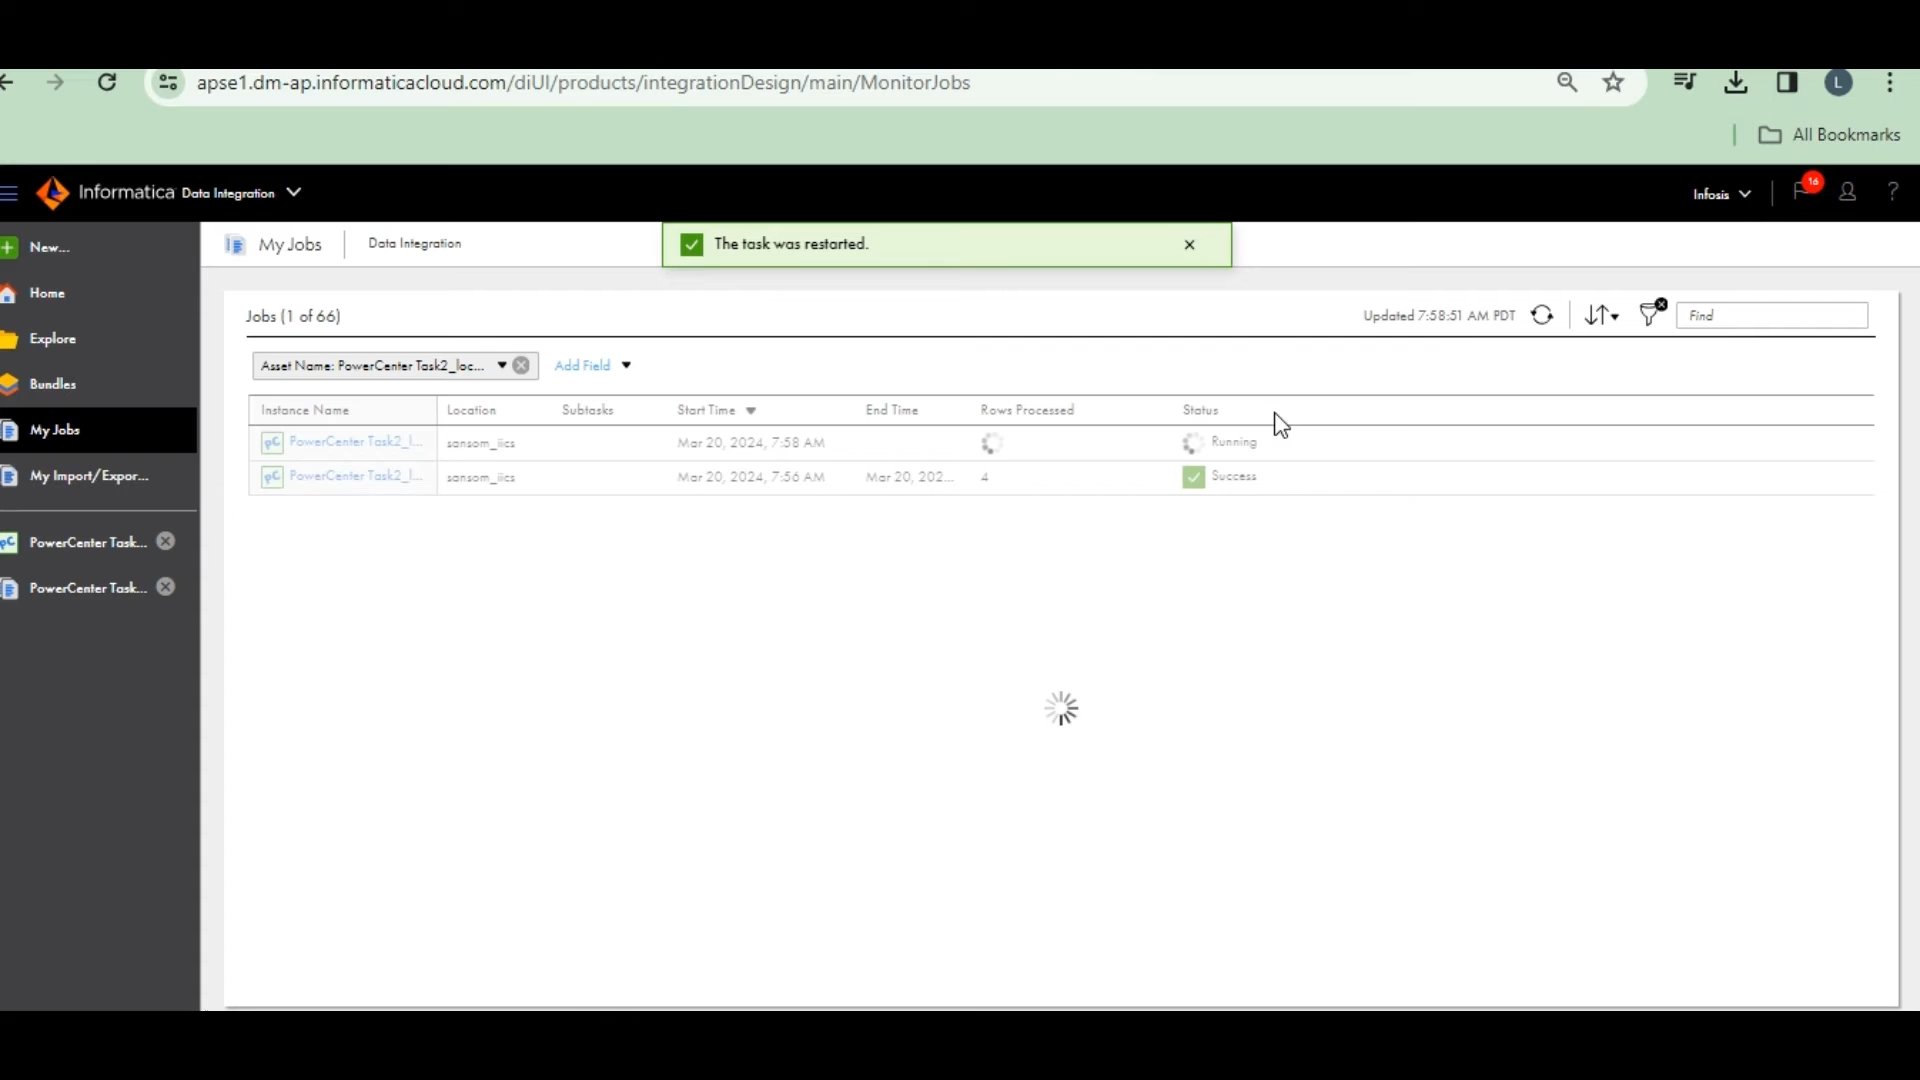 apse1.dm-ap.informaticacloud.com/diUI/products/integrationDesign/main/MonitorJobs
L
All Bookmarks
Informatica Data Integration
Infosis
16
?
New...
Home
Explore
Bundles
My Jobs
My Import/Expor...
PowerCenter Task...
PowerCenter Task...
My Jobs
Data Integration
The task was restarted.
Jobs (1 of 66)
Updated 7:58:51 AM PDT
Find
Asset Name: PowerCenter Task2_loc...
Add Field
Instance Name Location Subtasks Start Time End Time Rows Processed Status
pC PowerCenter Task2_l... sansom_iics Mar 20, 2024, 7:58 AM Running
pC PowerCenter Task2_l... sansom_iics Mar 20, 2024, 7:56 AM Mar 20, 202... 4 Success